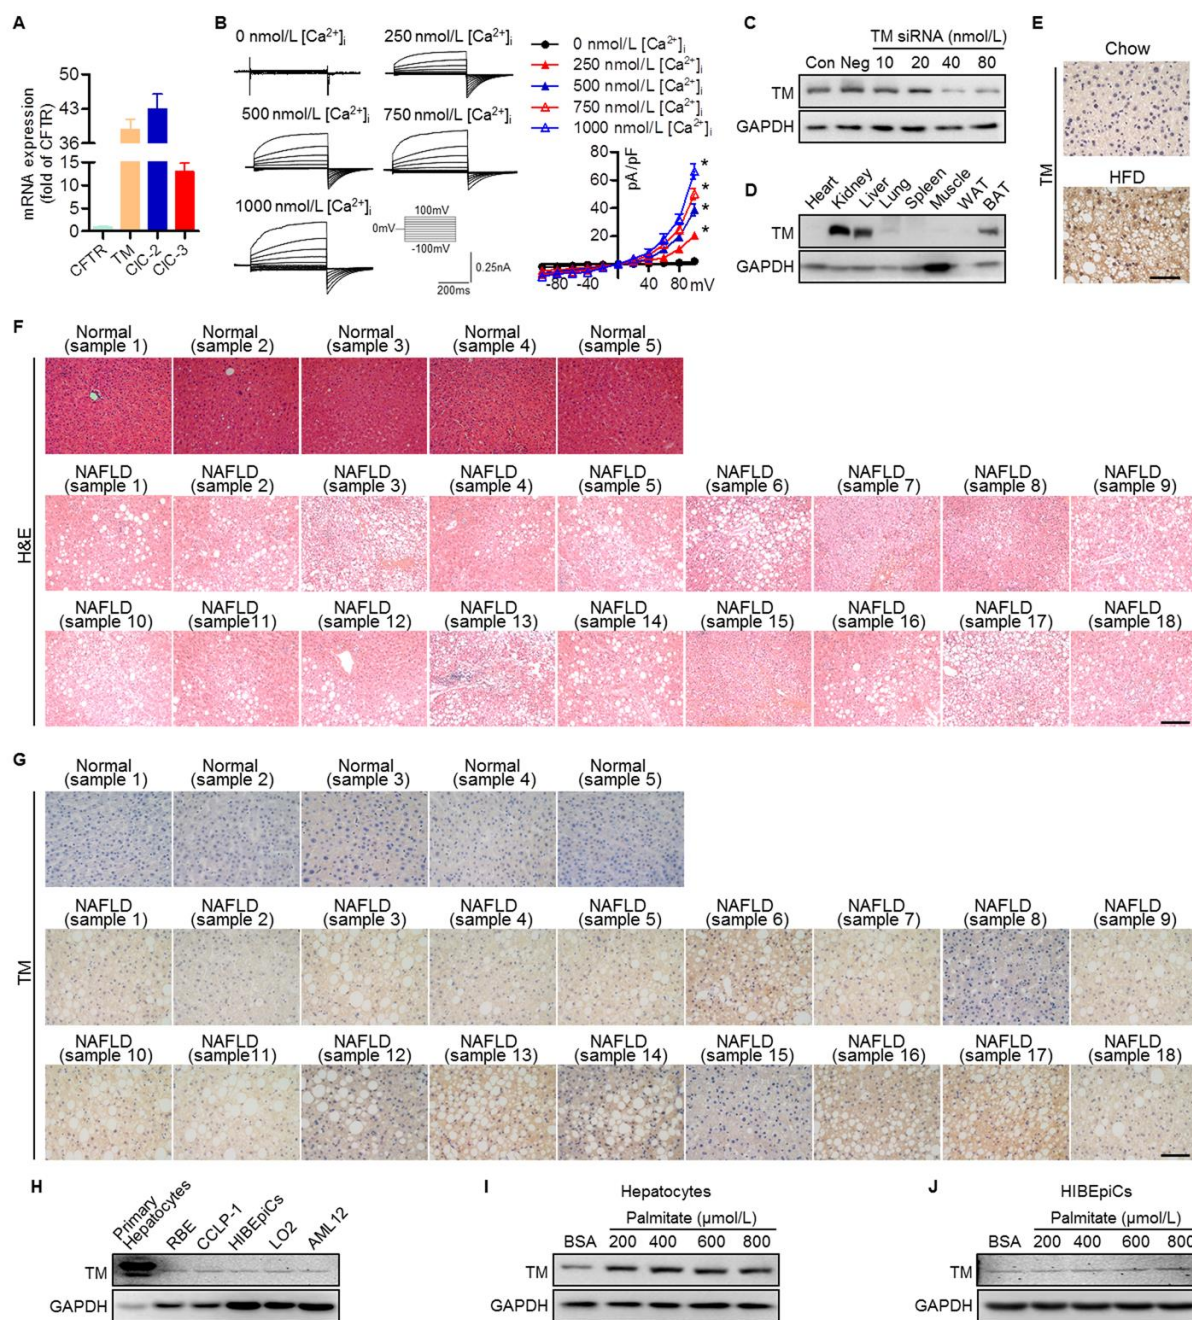 A
mRNA expression
(fold of CFTR)
50
43
36
15
10
5
0
CFTR
TM
ClC-2
ClC-3
B
0 nmol/L [Ca²⁺]ᵢ
250 nmol/L [Ca²⁺]ᵢ
500 nmol/L [Ca²⁺]ᵢ
750 nmol/L [Ca²⁺]ᵢ
1000 nmol/L [Ca²⁺]ᵢ
100mV
0mV
-100mV
0.25nA
200ms
0 nmol/L [Ca²⁺]ᵢ
250 nmol/L [Ca²⁺]ᵢ
500 nmol/L [Ca²⁺]ᵢ
750 nmol/L [Ca²⁺]ᵢ
1000 nmol/L [Ca²⁺]ᵢ
pA/pF
80
60
40
20
0
-80 -40 40 80 mV
*
*
*
*
C
TM siRNA (nmol/L)
Con Neg 10 20 40 80
TM
GAPDH
D
Heart Kidney Liver Lung Spleen Muscle WAT BAT
TM
GAPDH
E
Chow
HFD
TM
F
H&E
Normal (sample 1)
Normal (sample 2)
Normal (sample 3)
Normal (sample 4)
Normal (sample 5)
NAFLD (sample 1)
NAFLD (sample 2)
NAFLD (sample 3)
NAFLD (sample 4)
NAFLD (sample 5)
NAFLD (sample 6)
NAFLD (sample 7)
NAFLD (sample 8)
NAFLD (sample 9)
NAFLD (sample 10)
NAFLD (sample11)
NAFLD (sample 12)
NAFLD (sample 13)
NAFLD (sample 14)
NAFLD (sample 15)
NAFLD (sample 16)
NAFLD (sample 17)
NAFLD (sample 18)
G
TM
Normal (sample 1)
Normal (sample 2)
Normal (sample 3)
Normal (sample 4)
Normal (sample 5)
NAFLD (sample 1)
NAFLD (sample 2)
NAFLD (sample 3)
NAFLD (sample 4)
NAFLD (sample 5)
NAFLD (sample 6)
NAFLD (sample 7)
NAFLD (sample 8)
NAFLD (sample 9)
NAFLD (sample 10)
NAFLD (sample11)
NAFLD (sample 12)
NAFLD (sample 13)
NAFLD (sample 14)
NAFLD (sample 15)
NAFLD (sample 16)
NAFLD (sample 17)
NAFLD (sample 18)
H
Primary Hepatocytes
RBE
CCLP-1
HIBEpiCs
LO2
AML12
TM
GAPDH
I
Hepatocytes
Palmitate (µmol/L)
BSA 200 400 600 800
TM
GAPDH
J
HIBEpiCs
Palmitate (µmol/L)
BSA 200 400 600 800
TM
GAPDH